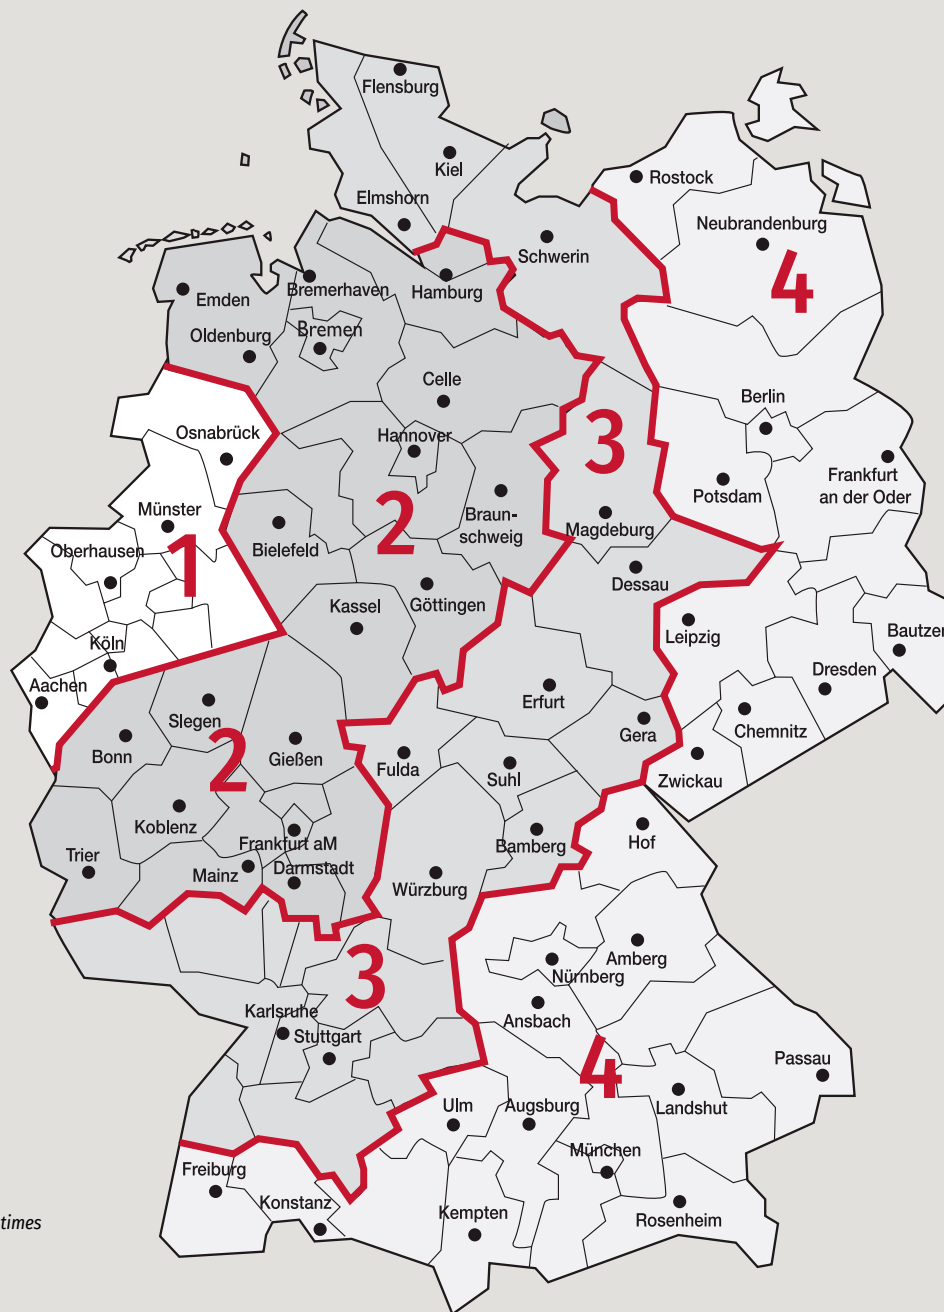 Flensburg
Kiel
Elmshorn
Rostock
Neubrandenburg
Schwerin
4
Emden
Bremerhaven
Hamburg
Oldenburg
Bremen
Celle
Berlin
Osnabrück
Hannover
3
Frankfurt
an der Oder
Potsdam
Münster
2
Braun-
schweig
Magdeburg
Oberhausen
1
Bielefeld
Dessau
Kassel
Göttingen
Leipzig
Bautzen
Köln
Dresden
Aachen
Erfurt
Slegen
Chemnitz
Gera
Bonn
2
Gießen
Fulda
Suhl
Zwickau
Koblenz
Frankfurt aM
Bamberg
Hof
Trier
Mainz
Darmstadt
Würzburg
3
Amberg
Nürnberg
Karlsruhe
Ansbach
Stuttgart
4
Passau
Ulm
Augsburg
Landshut
München
Freiburg
Konstanz
Kempten
Rosenheim
times